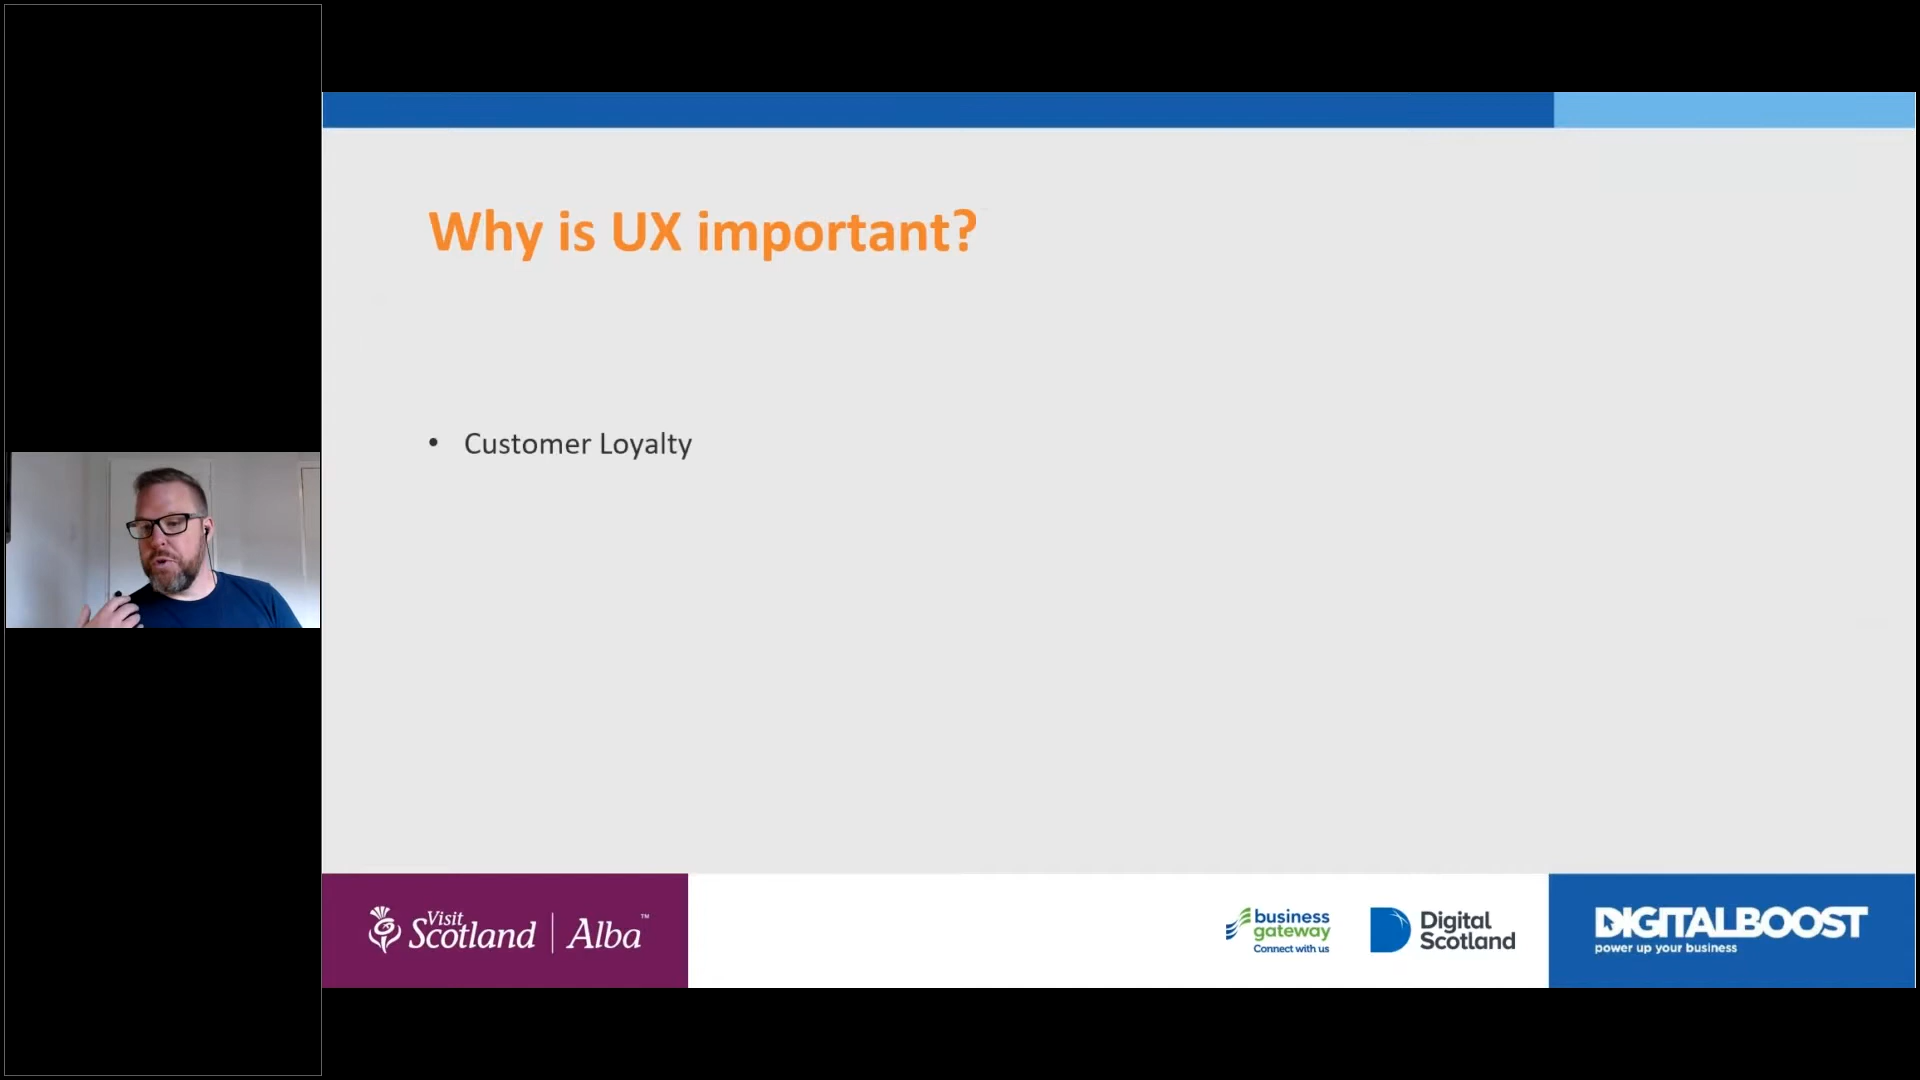 Why is UX important?
• Customer Loyalty
Visit
Scotland | Alba™
business
gateway
Connect with us
Digital
Scotland
DIGITALBOOST
power up your business